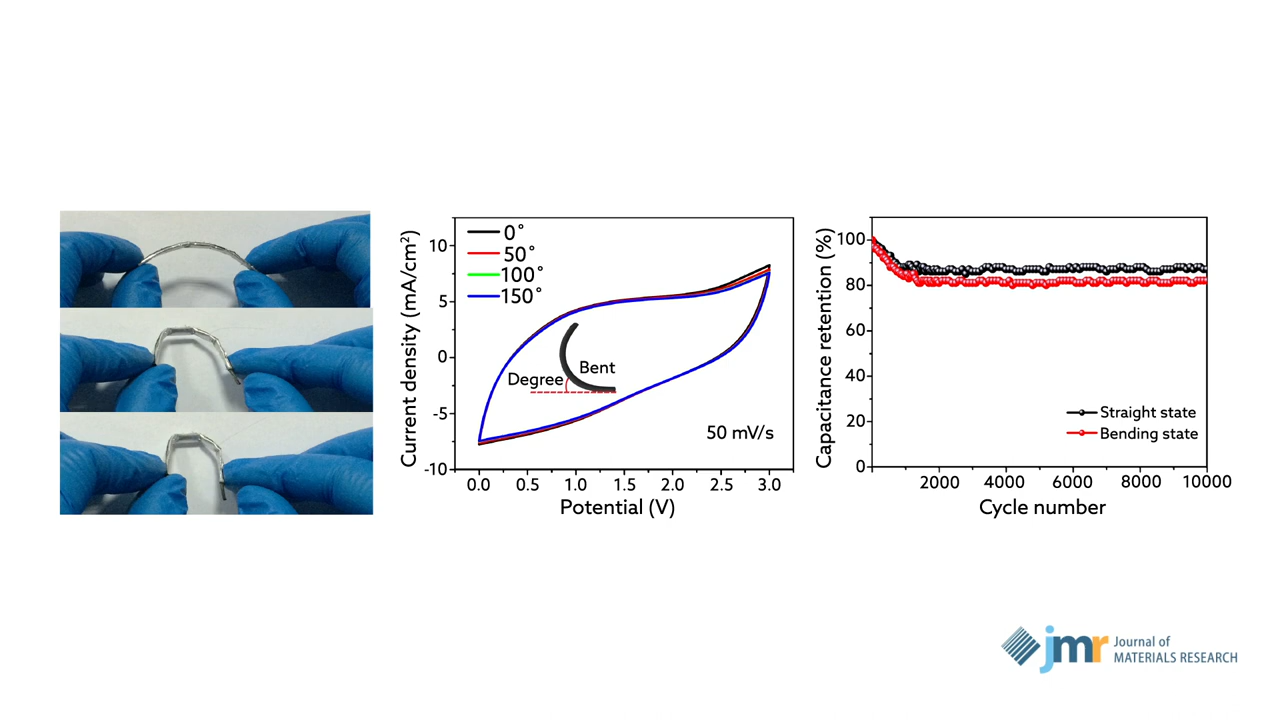 Current density (mA/cm²)
10
5
0
-5
-10
0°
50°
100°
150°
Bent
Degree
50 mV/s
0.0 0.5 1.0 1.5 2.0 2.5 3.0
Potential (V)
Capacitance retention (%)
100
80
60
40
20
0
Straight state
Bending state
2000 4000 6000 8000 10000
Cycle number
jmr
Journal of
MATERIALS RESEARCH